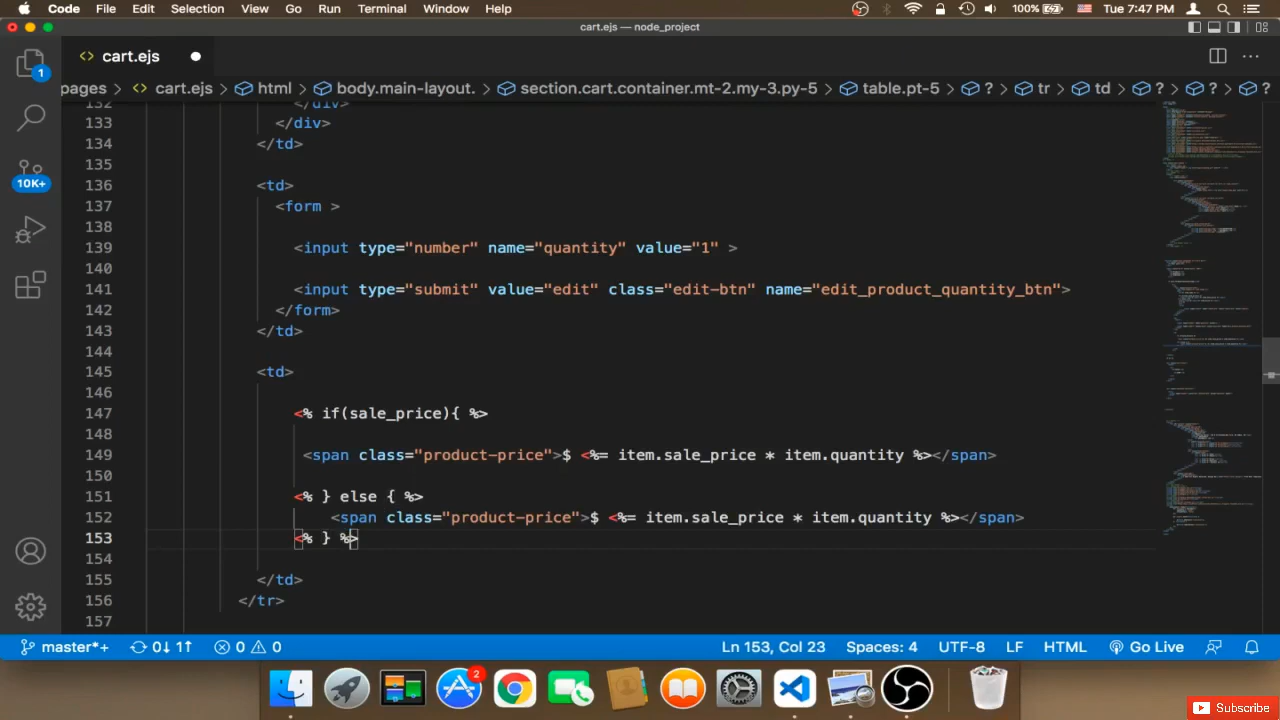 Code File Edit Selection View Go Run Terminal Window Help 100% Tue 7:47 PM
cart.ejs — node_project
1
<> cart.ejs
pages > <> cart.ejs > html > body.main-layout. > section.cart.container.mt-2.my-3.py-5 > table.pt-5 > ? > tr > td > ? > ? > ?
132 </div>
133 </div>
134 </td>
135
136 <td>
137 <form >
138
139 <input type="number" name="quantity" value="1" >
140
141 <input type="submit" value="edit" class="edit-btn" name="edit_product_quantity_btn">
142 </form>
143 </td>
144
145 <td>
146
147 <% if(sale_price){ %>
148
149 <span class="product-price">$ <%= item.sale_price * item.quantity %></span>
150
151 <% } else { %>
152 <span class="product-price">$ <%= item.sale_price * item.quantity %></span>
153 <% } %>
154
155 </td>
156 </tr>
157
10K+
master*+ 0↓ 1↑ 0 0 Ln 153, Col 23 Spaces: 4 UTF-8 LF HTML Go Live
2
Subscribe